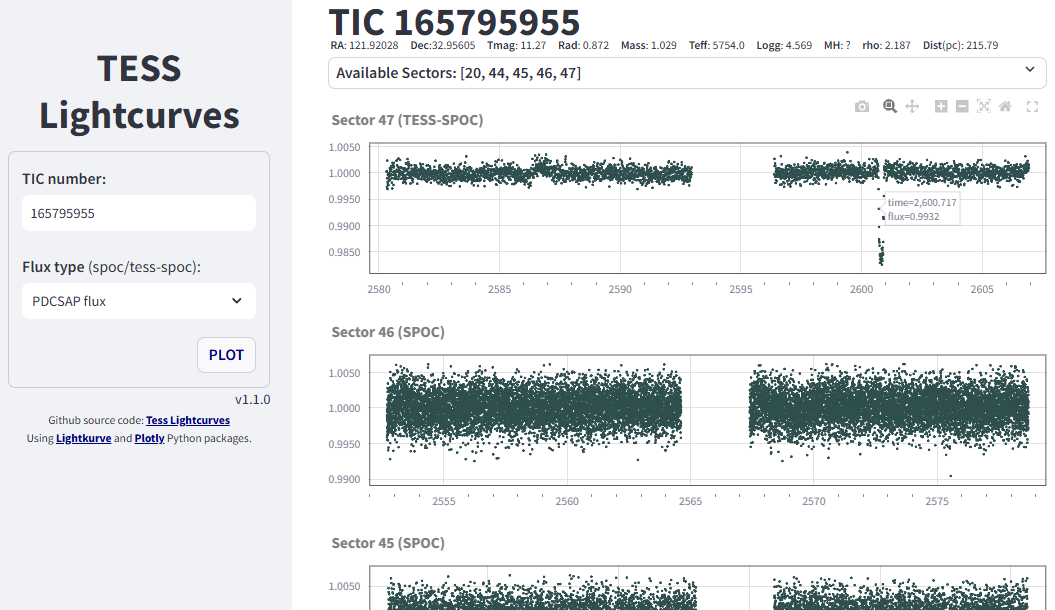 TESS
Lightcurves
TIC number:
165795955
Flux type (spoc/tess-spoc):
PDCSAP flux
PLOT
v1.1.0
Github source code: Tess Lightcurves
Using Lightkurve and Plotly Python packages.
TIC 165795955
RA: 121.92028 Dec:32.95605 Tmag: 11.27 Rad: 0.872 Mass: 1.029 Teff: 5754.0 Logg: 4.569 MH: ? rho: 2.187 Dist(pc): 215.79
Available Sectors: [20, 44, 45, 46, 47]
Sector 47 (TESS-SPOC)
1.0050
1.0000
0.9950
0.9900
0.9850
time=2,600.717
flux=0.9932
2580 2585 2590 2595 2600 2605
Sector 46 (SPOC)
1.0050
1.0000
0.9950
0.9900
2555 2560 2565 2570 2575
Sector 45 (SPOC)
1.0050